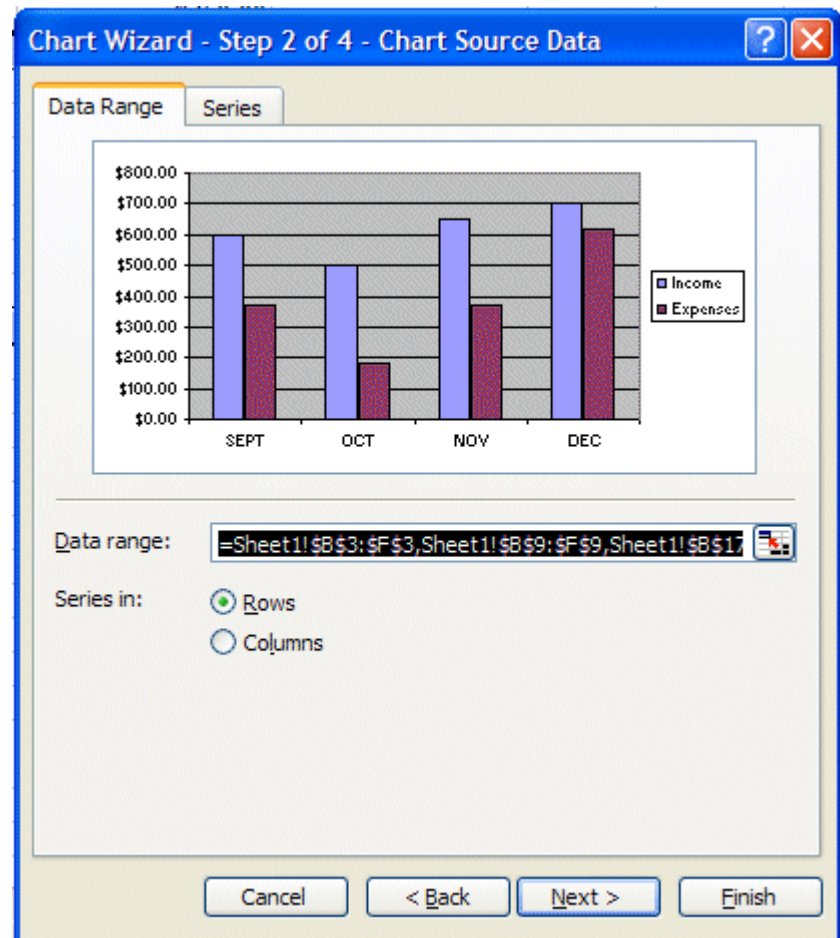 Chart Wizard - Step 2 of 4 - Chart Source Data
Data Range Series
$800.00
$700.00
$600.00
$500.00
$400.00
$300.00
$200.00
$100.00
$0.00
SEPT OCT NOV DEC
Income
Expenses
Data range: =Sheet1!$B$3:$F$3,Sheet1!$B$9:$F$9,Sheet1!$B$17
Series in: Rows
Columns
Cancel < Back Next > Finish